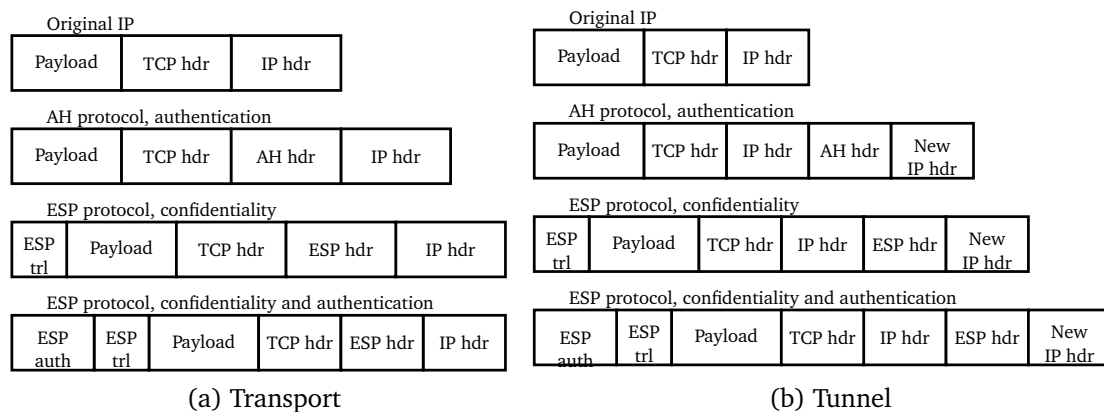 Original IP
Payload TCP hdr IP hdr
AH protocol, authentication
Payload TCP hdr AH hdr IP hdr
ESP protocol, confidentiality
ESP trl Payload TCP hdr ESP hdr IP hdr
ESP protocol, confidentiality and authentication
ESP auth ESP trl Payload TCP hdr ESP hdr IP hdr
(a) Transport
Original IP
Payload TCP hdr IP hdr
AH protocol, authentication
Payload TCP hdr IP hdr AH hdr New IP hdr
ESP protocol, confidentiality
ESP trl Payload TCP hdr IP hdr ESP hdr New IP hdr
ESP protocol, confidentiality and authentication
ESP auth ESP trl Payload TCP hdr IP hdr ESP hdr New IP hdr
(b) Tunnel